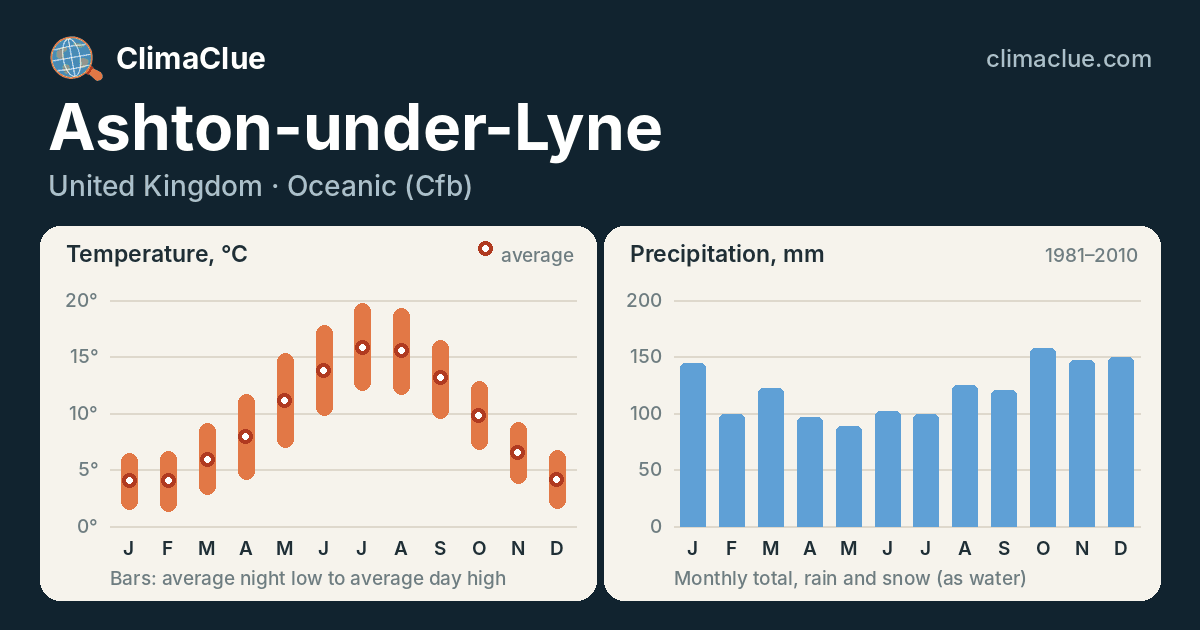 ClimaClue
climaclue.com
Ashton-under-Lyne
United Kingdom · Oceanic (Cfb)
Temperature, °C
average
20°
15°
10°
5°
0°
J F M A M J J A S O N D
Bars: average night low to average day high
Precipitation, mm
1981–2010
200
150
100
50
0
J F M A M J J A S O N D
Monthly total, rain and snow (as water)